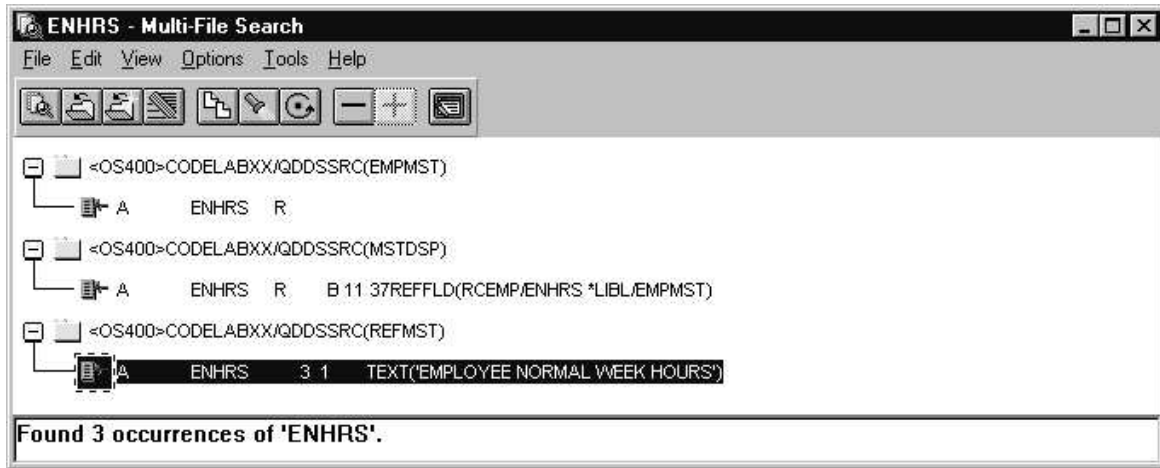 ENHRS - Multi-File Search
File Edit View Options Tools Help
<OS400>CODELABXX/QDDSSRC(EMPMST)
A ENHRS R
<OS400>CODELABXX/QDDSSRC(MSTDSP)
A ENHRS R B 11 37REFFLD(RCEMP/ENHRS *LIBL/EMPMST)
<OS400>CODELABXX/QDDSSRC(REFMST)
A ENHRS 3 1 TEXT('EMPLOYEE NORMAL WEEK HOURS')
Found 3 occurrences of 'ENHRS'.